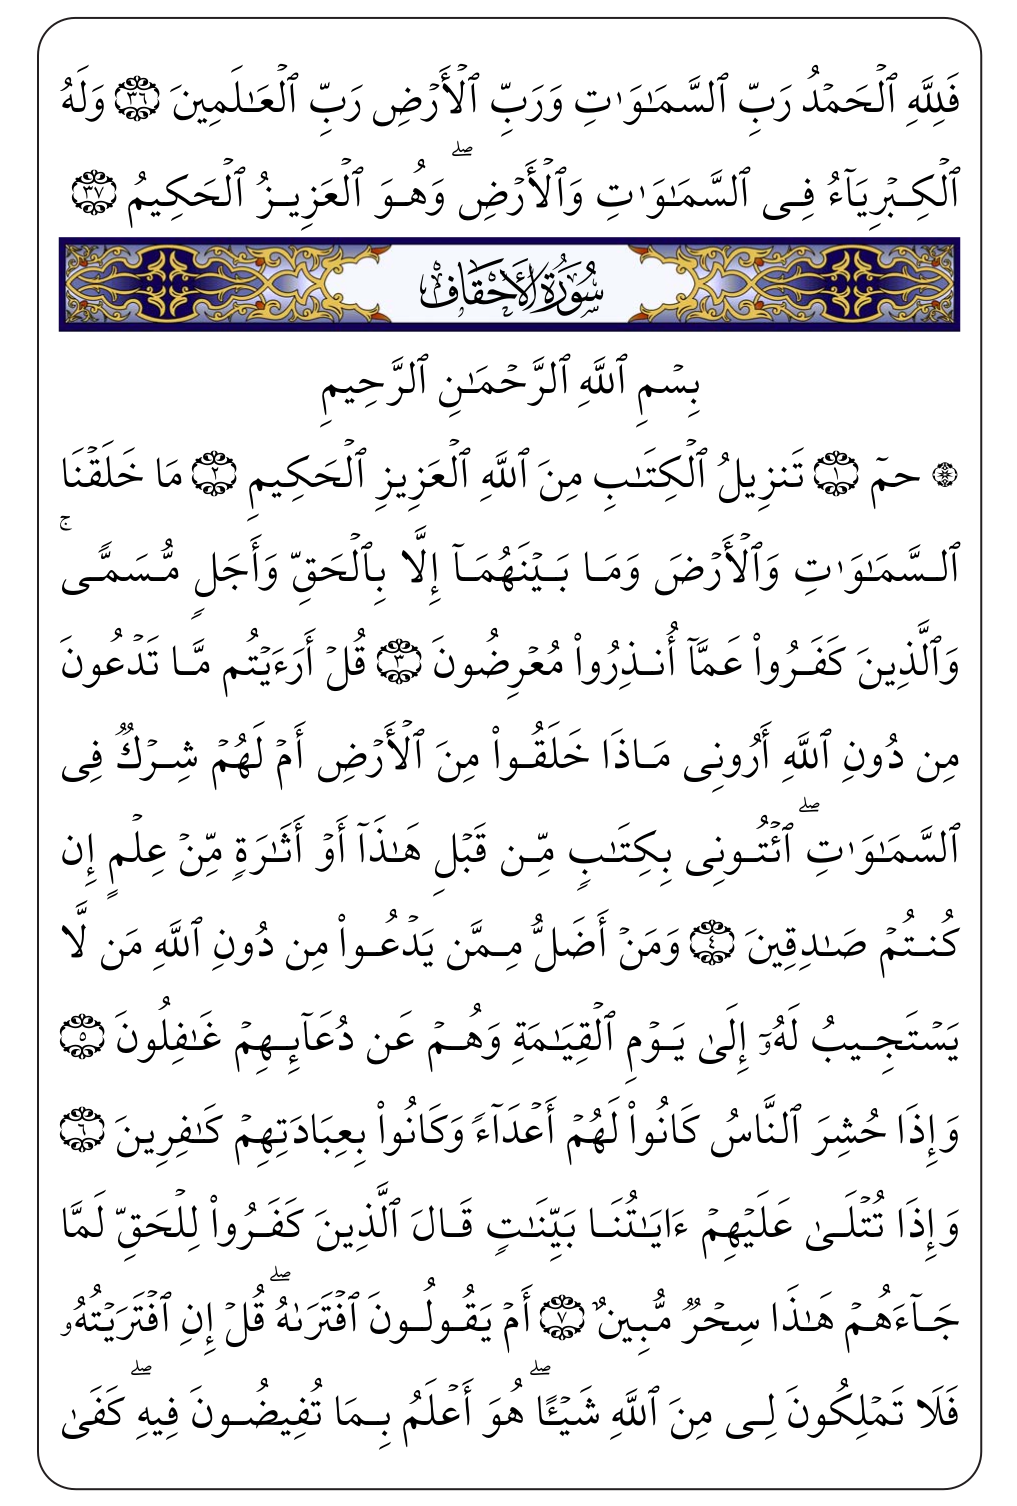 فَلِلَّهِ ٱلْحَمْدُ رَبِّ ٱلسَّمَـٰوَٰتِ وَرَبِّ ٱلْأَرْضِ رَبِّ ٱلْعَـٰلَمِينَ ٣٦ وَلَهُ
ٱلْكِبْرِيَآءُ فِى ٱلسَّمَـٰوَٰتِ وَٱلْأَرْضِ ۖ وَهُوَ ٱلْعَزِيزُ ٱلْحَكِيمُ ٣٧
سُورَةُ الأَحْقَافِ
بِسْمِ ٱللَّهِ ٱلرَّحْمَـٰنِ ٱلرَّحِيمِ
۞ حمٓ ١ تَنزِيلُ ٱلْكِتَـٰبِ مِنَ ٱللَّهِ ٱلْعَزِيزِ ٱلْحَكِيمِ ٢ مَا خَلَقْنَا
ٱلسَّمَـٰوَٰتِ وَٱلْأَرْضَ وَمَا بَيْنَهُمَآ إِلَّا بِٱلْحَقِّ وَأَجَلٍ مُّسَمًّى ۚ
وَٱلَّذِينَ كَفَرُوا۟ عَمَّآ أُنذِرُوا۟ مُعْرِضُونَ ٣ قُلْ أَرَءَيْتُم مَّا تَدْعُونَ
مِن دُونِ ٱللَّهِ أَرُونِى مَاذَا خَلَقُوا۟ مِنَ ٱلْأَرْضِ أَمْ لَهُمْ شِرْكٌ فِى
ٱلسَّمَـٰوَٰتِ ۖ ٱئْتُونِى بِكِتَـٰبٍ مِّن قَبْلِ هَـٰذَآ أَوْ أَثَـٰرَةٍ مِّنْ عِلْمٍ إِن
كُنتُمْ صَـٰدِقِينَ ٤ وَمَنْ أَضَلُّ مِمَّن يَدْعُوا۟ مِن دُونِ ٱللَّهِ مَن لَّا
يَسْتَجِيبُ لَهُۥٓ إِلَىٰ يَوْمِ ٱلْقِيَـٰمَةِ وَهُمْ عَن دُعَآئِهِمْ غَـٰفِلُونَ ٥
وَإِذَا حُشِرَ ٱلنَّاسُ كَانُوا۟ لَهُمْ أَعْدَآءً وَكَانُوا۟ بِعِبَادَتِهِمْ كَـٰفِرِينَ ٦
وَإِذَا تُتْلَىٰ عَلَيْهِمْ ءَايَـٰتُنَا بَيِّنَـٰتٍ قَالَ ٱلَّذِينَ كَفَرُوا۟ لِلْحَقِّ لَمَّا
جَآءَهُمْ هَـٰذَا سِحْرٌ مُّبِينٌ ٧ أَمْ يَقُولُونَ ٱفْتَرَىٰهُ ۖ قُلْ إِنِ ٱفْتَرَيْتُهُۥ
فَلَا تَمْلِكُونَ لِى مِنَ ٱللَّهِ شَيْـًٔا ۖ هُوَ أَعْلَمُ بِمَا تُفِيضُونَ فِيهِ ۖ كَفَىٰ